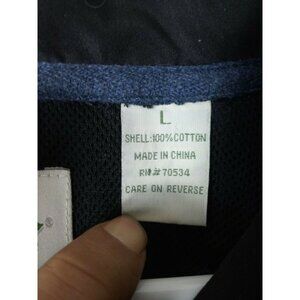 L
SHELL:100%COTTON
MADE IN CHINA
RN# 70534
CARE ON REVERSE
®